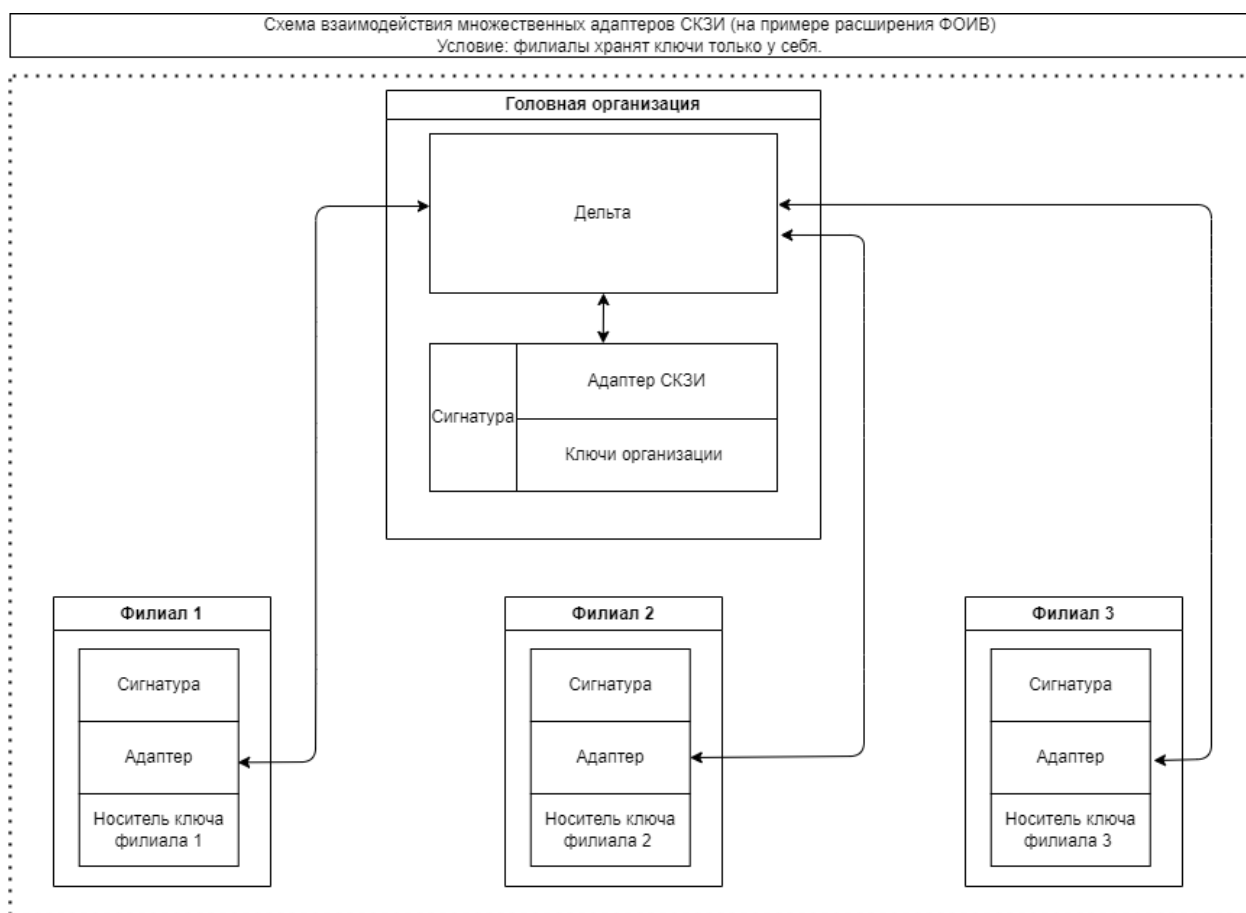 Схема взаимодействия множественных адаптеров СКЗИ (на примере расширения ФОИВ)
Условие: филиалы хранят ключи только у себя.
Головная организация
Дельта
Сигнатура
Адаптер СКЗИ
Ключи организации
Филиал 1
Сигнатура
Адаптер
Носитель ключа
филиала 1
Филиал 2
Сигнатура
Адаптер
Носитель ключа
филиала 2
Филиал 3
Сигнатура
Адаптер
Носитель ключа
филиала 3